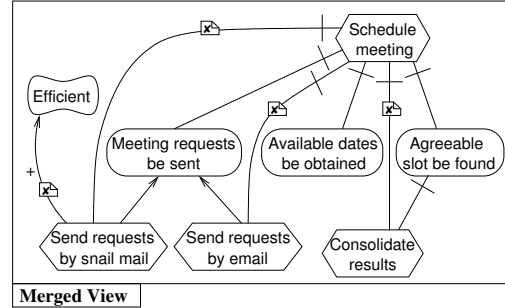 Schedule
meeting
Efficient
Meeting requests
be sent
Available dates
be obtained
Agreeable
slot be found
+
Send requests
by snail mail
Send requests
by email
Consolidate
results
Merged View